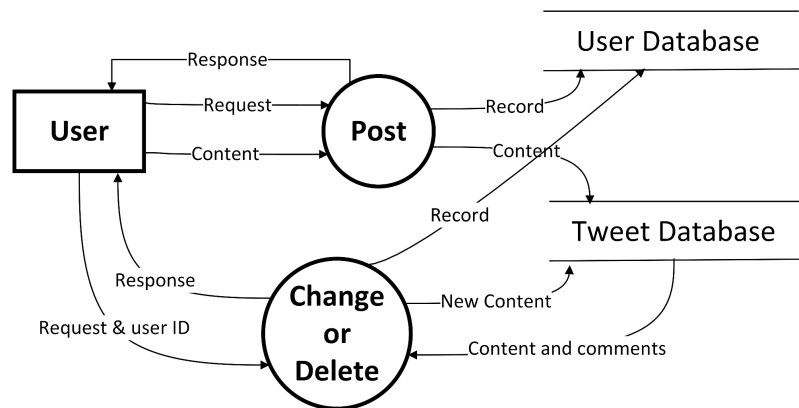 User Database
Response
User
Request
Post
Record
Content
Content
Record
Tweet Database
Response
Change
or
Delete
New Content
Request & user ID
Content and comments